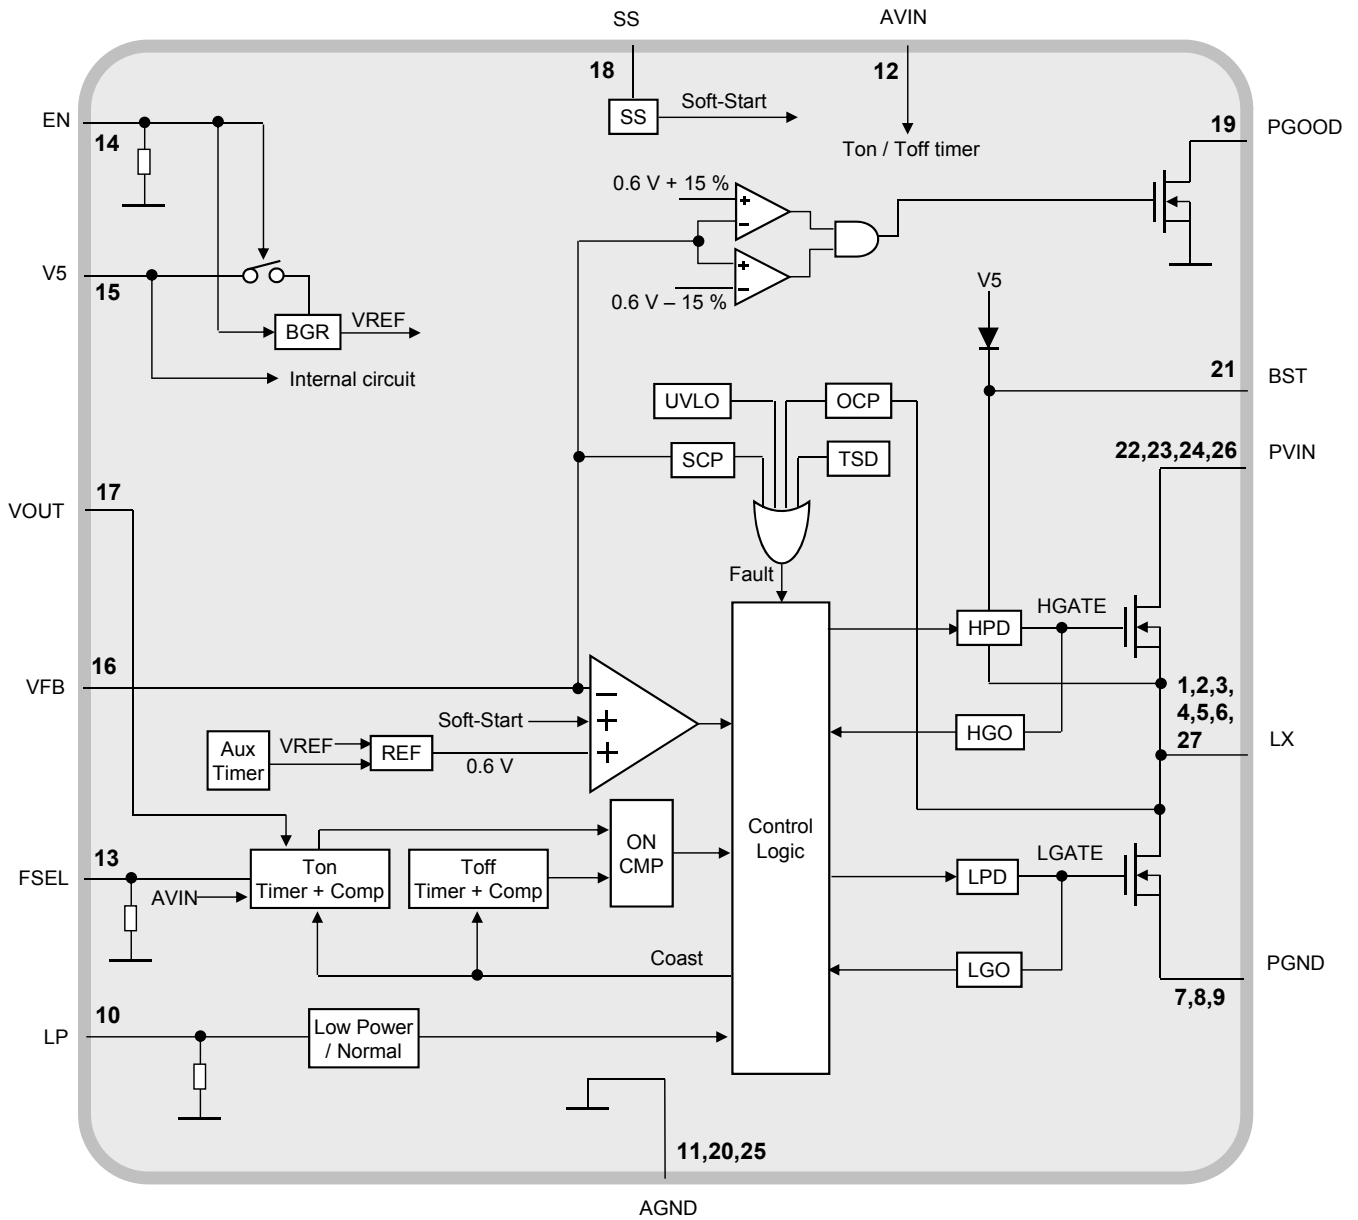 SS
AVIN
18
12
SS
Soft-Start
Ton / Toff timer
EN
14
19
PGOOD
0.6 V + 15 %
+
−
+
−
0.6 V – 15 %
V5
15
BGR
VREF
Internal circuit
V5
21
BST
UVLO
OCP
SCP
TSD
22,23,24,26
PVIN
17
VOUT
Fault
HPD
HGATE
16
VFB
1,2,3,
4,5,6,
27
LX
−
Soft-Start
+
+
Aux
Timer
VREF
REF
0.6 V
HGO
Control
Logic
ON
CMP
13
FSEL
AVIN
Ton
Timer + Comp
Toff
Timer + Comp
LPD
LGATE
Coast
LGO
PGND
7,8,9
10
LP
Low Power
/ Normal
11,20,25
AGND